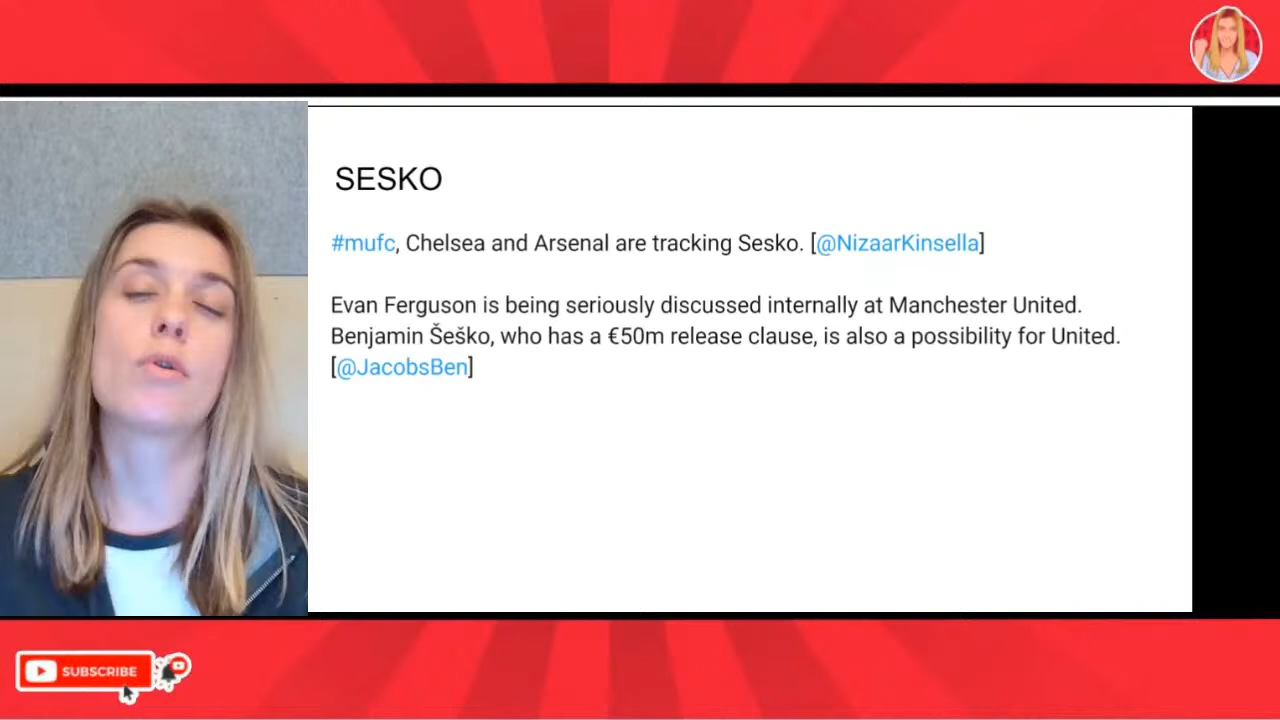 SESKO
#mufc, Chelsea and Arsenal are tracking Sesko. [@NizaarKinsella]
Evan Ferguson is being seriously discussed internally at Manchester United.
Benjamin Šeško, who has a €50m release clause, is also a possibility for United.
[@JacobsBen]
SUBSCRIBE